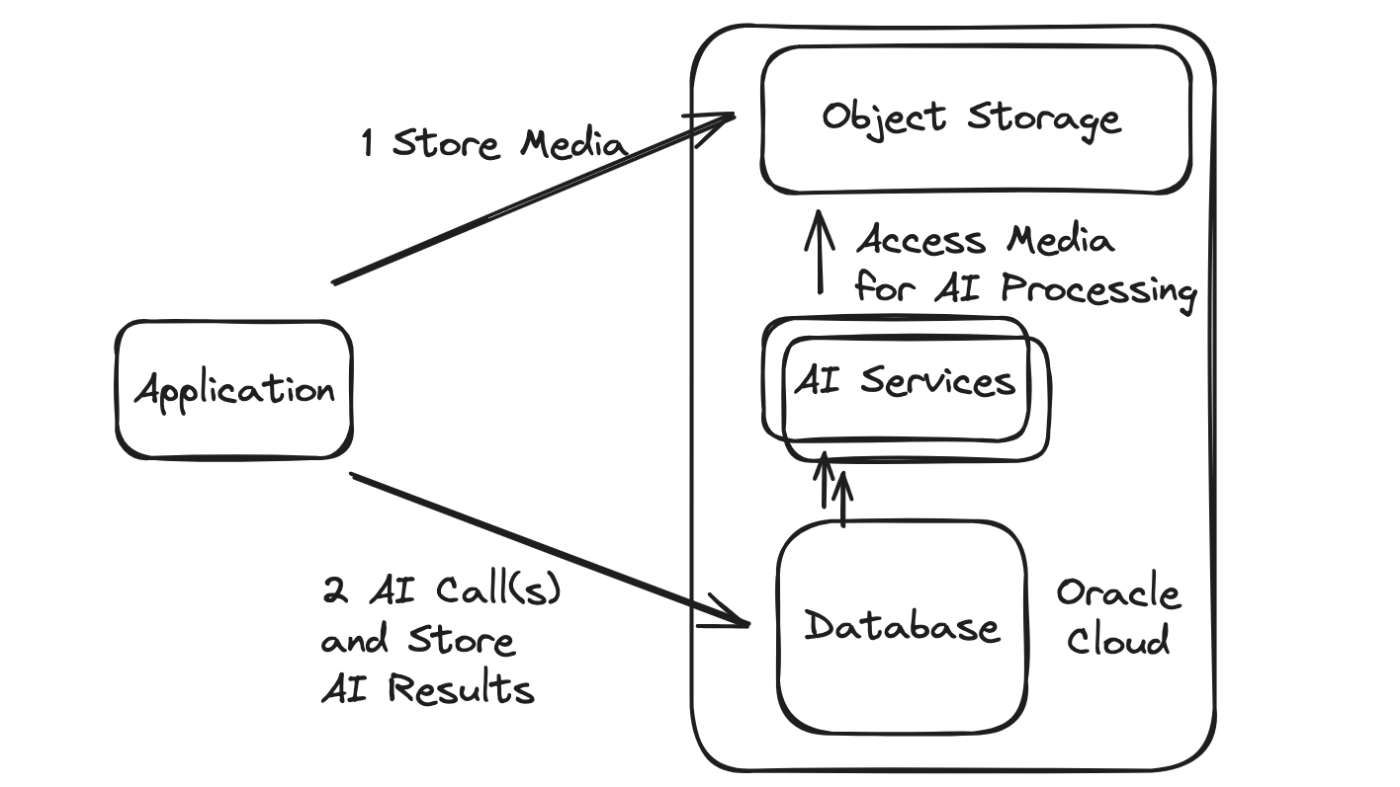 Object Storage
1 Store Media
Access Media
for AI Processing
AI Services
Application
2 AI Call(s)
and Store
AI Results
Database
Oracle
Cloud